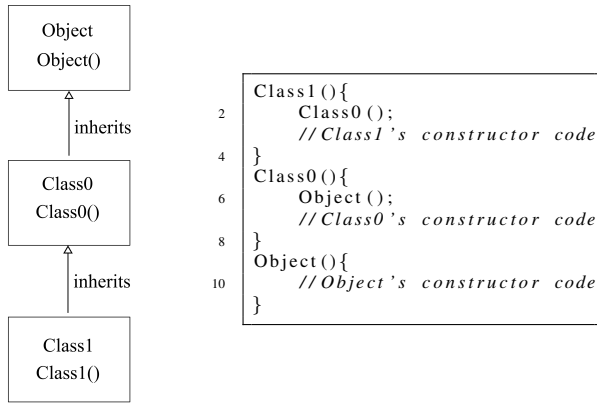 Object
Object()
inherits
Class0
Class0()
inherits
Class1
Class1()
Class1(){
2 Class0();
//Class1's constructor code
4 }
Class0(){
6 Object();
//Class0's constructor code
8 }
Object(){
10 //Object's constructor code
}